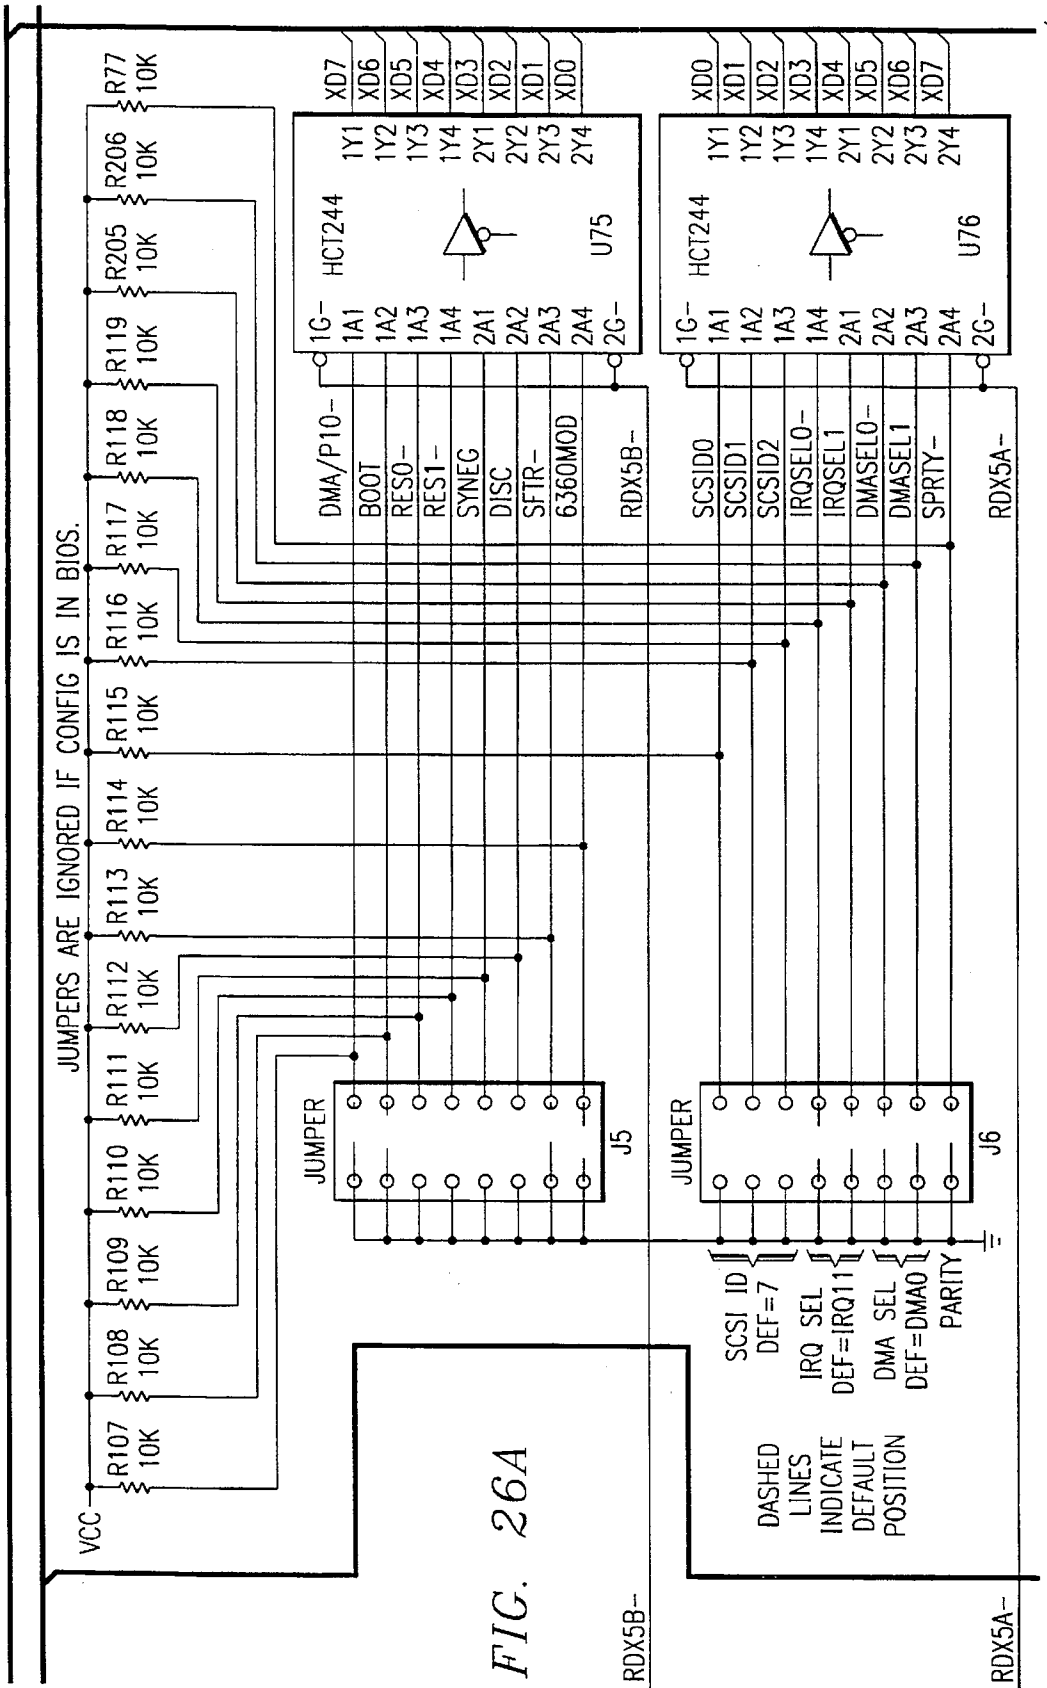 JUMPERS ARE IGNORED IF CONFIG IS IN BIOS.
VCC
R107
10K
R108
10K
R109
10K
R110
10K
R111
10K
R112
10K
R113
10K
R114
10K
R115
10K
R116
10K
R117
10K
R118
10K
R119
10K
R205
10K
R206
10K
R77
10K
JUMPER
J5
DMA/P10-
BOOT
RES0-
RES1-
SYNEG
DISC
SFTR-
6360MOD
RDX5B-
1G-
1A1
1A2
1A3
1A4
2A1
2A2
2A3
2A4
2G-
HCT244
U75
1Y1
1Y2
1Y3
1Y4
2Y1
2Y2
2Y3
2Y4
XD7
XD6
XD5
XD4
XD3
XD2
XD1
XD0
FIG. 26A
RDX5B-
JUMPER
J6
SCSI ID
DEF=7
IRQ SEL
DEF=IRQ11
DMA SEL
DEF=DMA0
PARITY
DASHED
LINES
INDICATE
DEFAULT
POSITION
SCSID0
SCSID1
SCSID2
IRQSEL0-
IRQSEL1
DMASEL0-
DMASEL1
SPRTY-
RDX5A-
1G-
1A1
1A2
1A3
1A4
2A1
2A2
2A3
2A4
2G-
HCT244
U76
1Y1
1Y2
1Y3
1Y4
2Y1
2Y2
2Y3
2Y4
XD0
XD1
XD2
XD3
XD4
XD5
XD6
XD7
RDX5A-